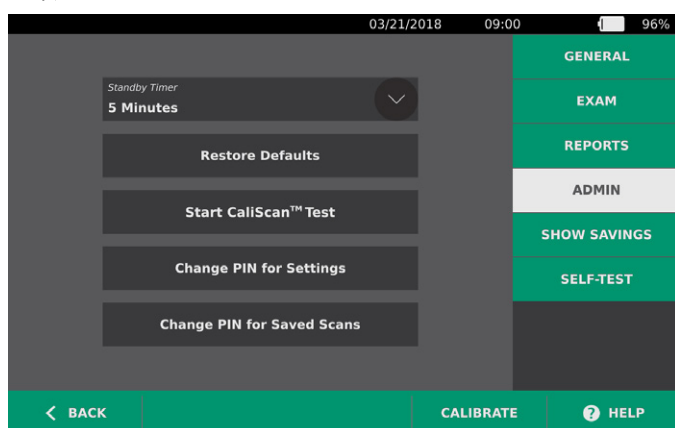 03/21/2018 09:00 96%
GENERAL
Standby Timer
5 Minutes
EXAM
Restore Defaults
REPORTS
ADMIN
Start CaliScan™ Test
SHOW SAVINGS
Change PIN for Settings
SELF-TEST
Change PIN for Saved Scans
BACK
CALIBRATE
? HELP